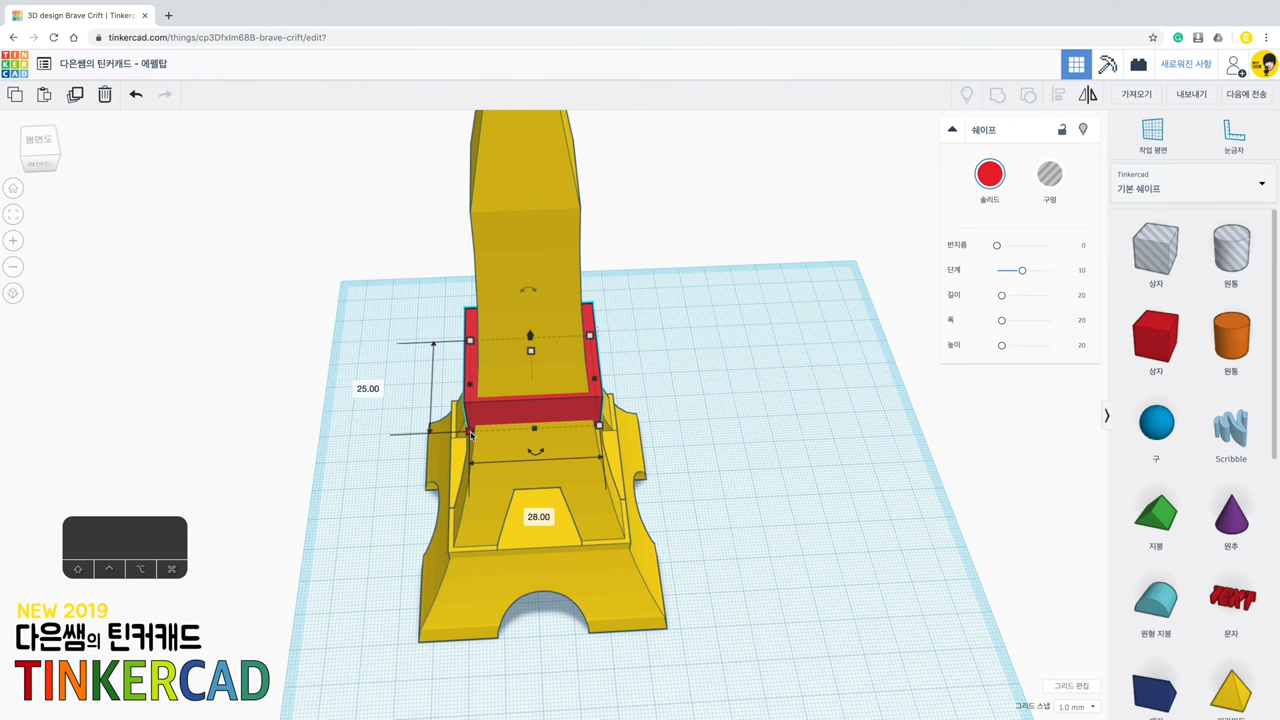 3D design Brave Crift | Tinkerc
tinkercad.com/things/cp3DfxIm68B-brave-crift/edit?
TIN
KER
CAD
다은쌤의 틴커캐드 - 에펠탑
새로워진 사항
가져오기
내보내기
다음에 전송
평면도
쉐이프
솔리드
구멍
반지름 0
단계 10
길이 20
폭 20
높이 20
작업 평면
눈금자
Tinkercad
기본 쉐이프
상자
원통
상자
원통
구
Scribble
지붕
원추
원형 지붕
TEXT
문자
25.00
28.00
NEW 2019
다은쌤의 틴커캐드
TINKERCAD
그리드 편집
그리드 스냅 1.0 mm